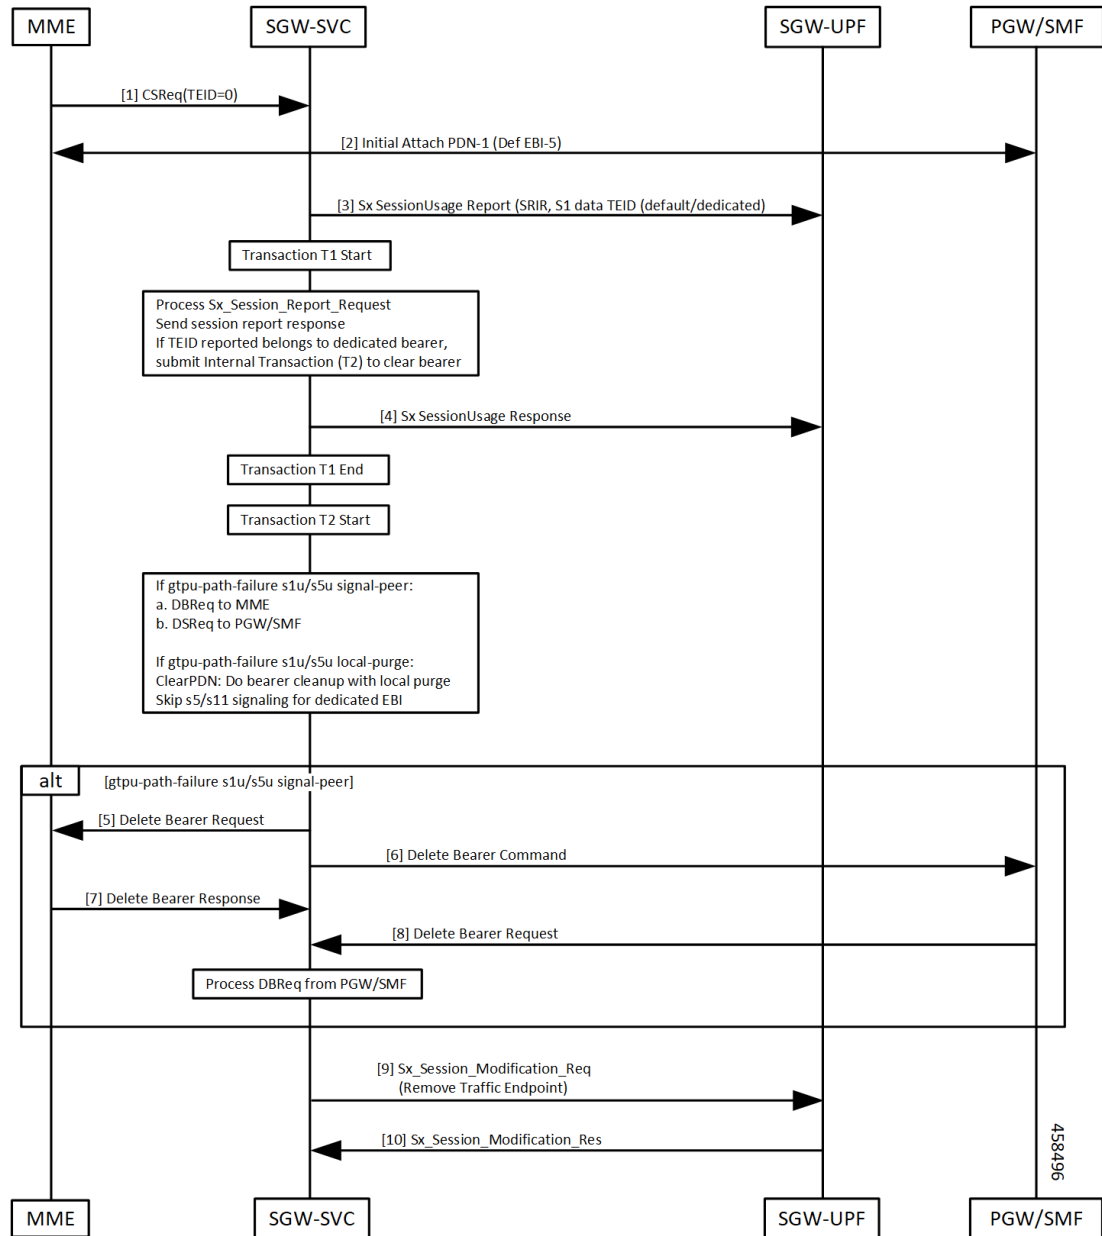 MME
SGW-SVC
SGW-UPF
PGW/SMF
[1] CSReq(TEID=0)
[2] Initial Attach PDN-1 (Def EBI-5)
[3] Sx SessionUsage Report (SRIR, S1 data TEID (default/dedicated)
Transaction T1 Start
Process Sx_Session_Report_Request
Send session report response
If TEID reported belongs to dedicated bearer,
submit Internal Transaction (T2) to clear bearer
[4] Sx SessionUsage Response
Transaction T1 End
Transaction T2 Start
If gtpu-path-failure s1u/s5u signal-peer:
a. DBReq to MME
b. DSReq to PGW/SMF
If gtpu-path-failure s1u/s5u local-purge:
ClearPDN: Do bearer cleanup with local purge
Skip s5/s11 signaling for dedicated EBI
alt
[gtpu-path-failure s1u/s5u signal-peer]
[5] Delete Bearer Request
[6] Delete Bearer Command
[7] Delete Bearer Response
[8] Delete Bearer Request
Process DBReq from PGW/SMF
[9] Sx_Session_Modification_Req
(Remove Traffic Endpoint)
[10] Sx_Session_Modification_Res
458496
MME
SGW-SVC
SGW-UPF
PGW/SMF